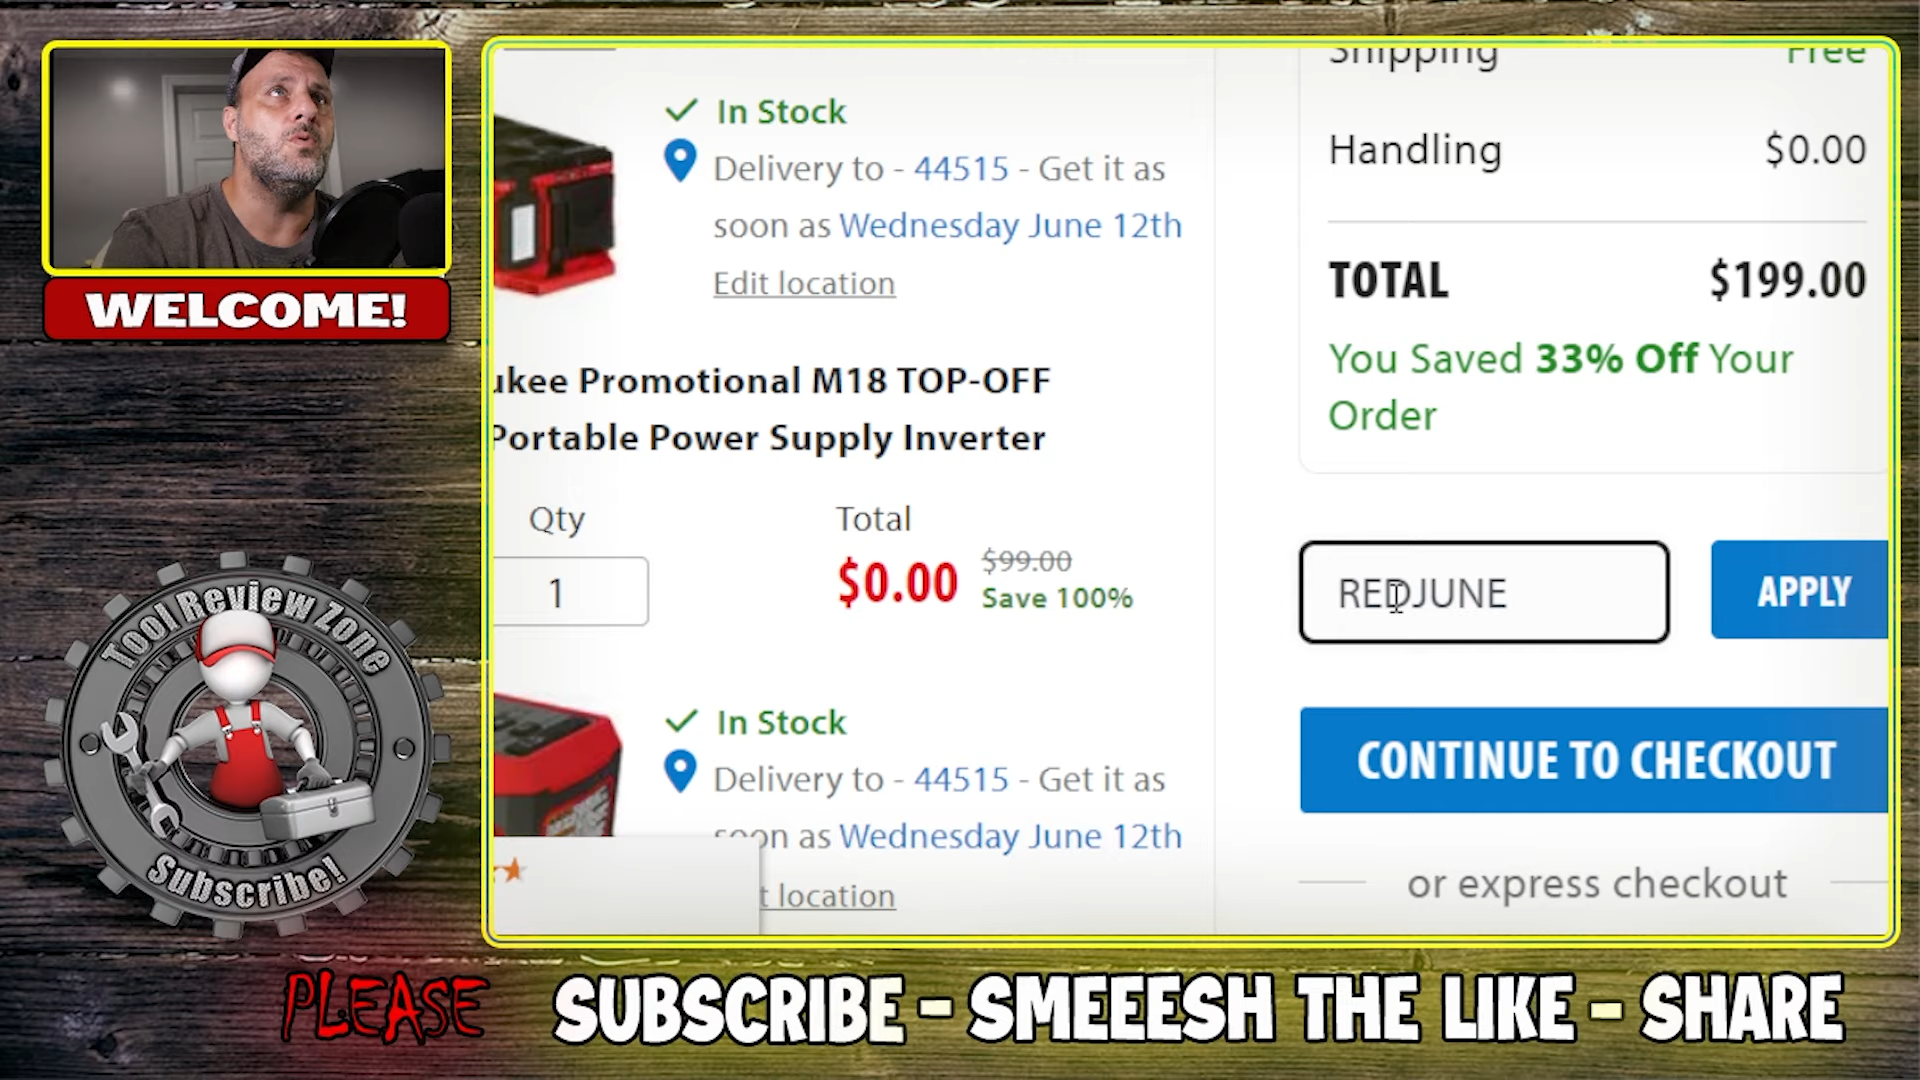 WELCOME!
Tool Review Zone
Subscribe!
In Stock
Delivery to - 44515 - Get it as
soon as Wednesday June 12th
Edit location
ukee Promotional M18 TOP-OFF
Portable Power Supply Inverter
Qty
Total
1
$0.00
$99.00
Save 100%
In Stock
Delivery to - 44515 - Get it as
soon as Wednesday June 12th
t location
Shipping Free
Handling $0.00
TOTAL $199.00
You Saved 33% Off Your
Order
REDJUNE
APPLY
CONTINUE TO CHECKOUT
or express checkout
PLEASE SUBSCRIBE - SMEEESH THE LIKE - SHARE